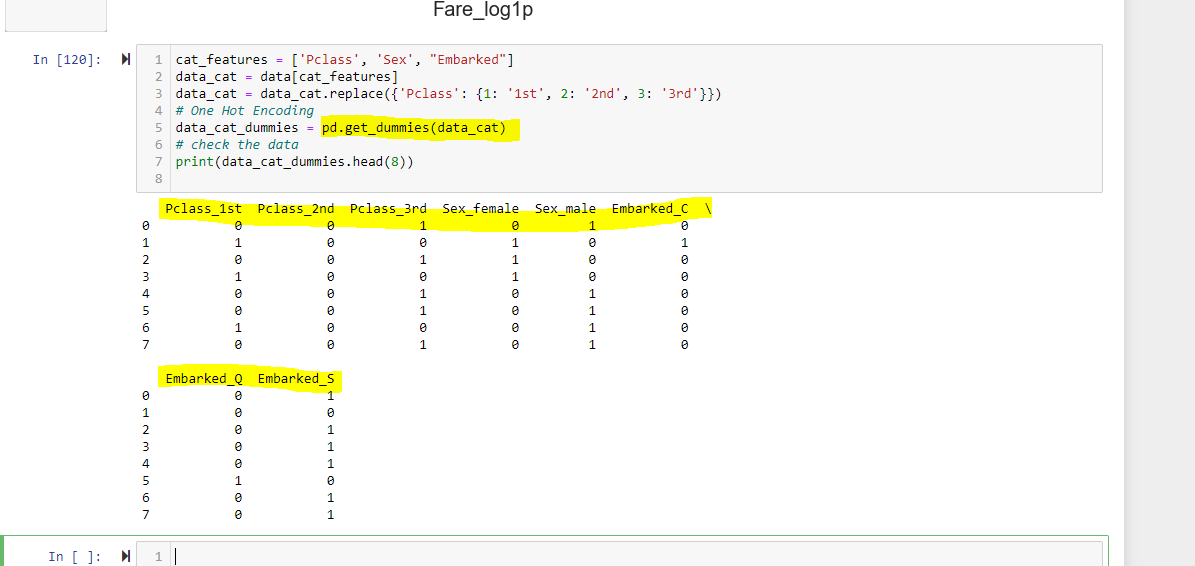 Fare_log1p
In [120]:
1 cat_features = ['Pclass', 'Sex', "Embarked"]
2 data_cat = data[cat_features]
3 data_cat = data_cat.replace({'Pclass': {1: '1st', 2: '2nd', 3: '3rd'}})
4 # One Hot Encoding
5 data_cat_dummies = pd.get_dummies(data_cat)
6 # check the data
7 print(data_cat_dummies.head(8))
8
Pclass_1st Pclass_2nd Pclass_3rd Sex_female Sex_male Embarked_C \
0 0 0 1 0 1 0
1 1 0 0 1 0 1
2 0 0 1 1 0 0
3 1 0 0 1 0 0
4 0 0 1 0 1 0
5 0 0 1 0 1 0
6 1 0 0 0 1 0
7 0 0 1 0 1 0
Embarked_Q Embarked_S
0 0 1
1 0 0
2 0 1
3 0 1
4 0 1
5 1 0
6 0 1
7 0 1
In [ ]:
1